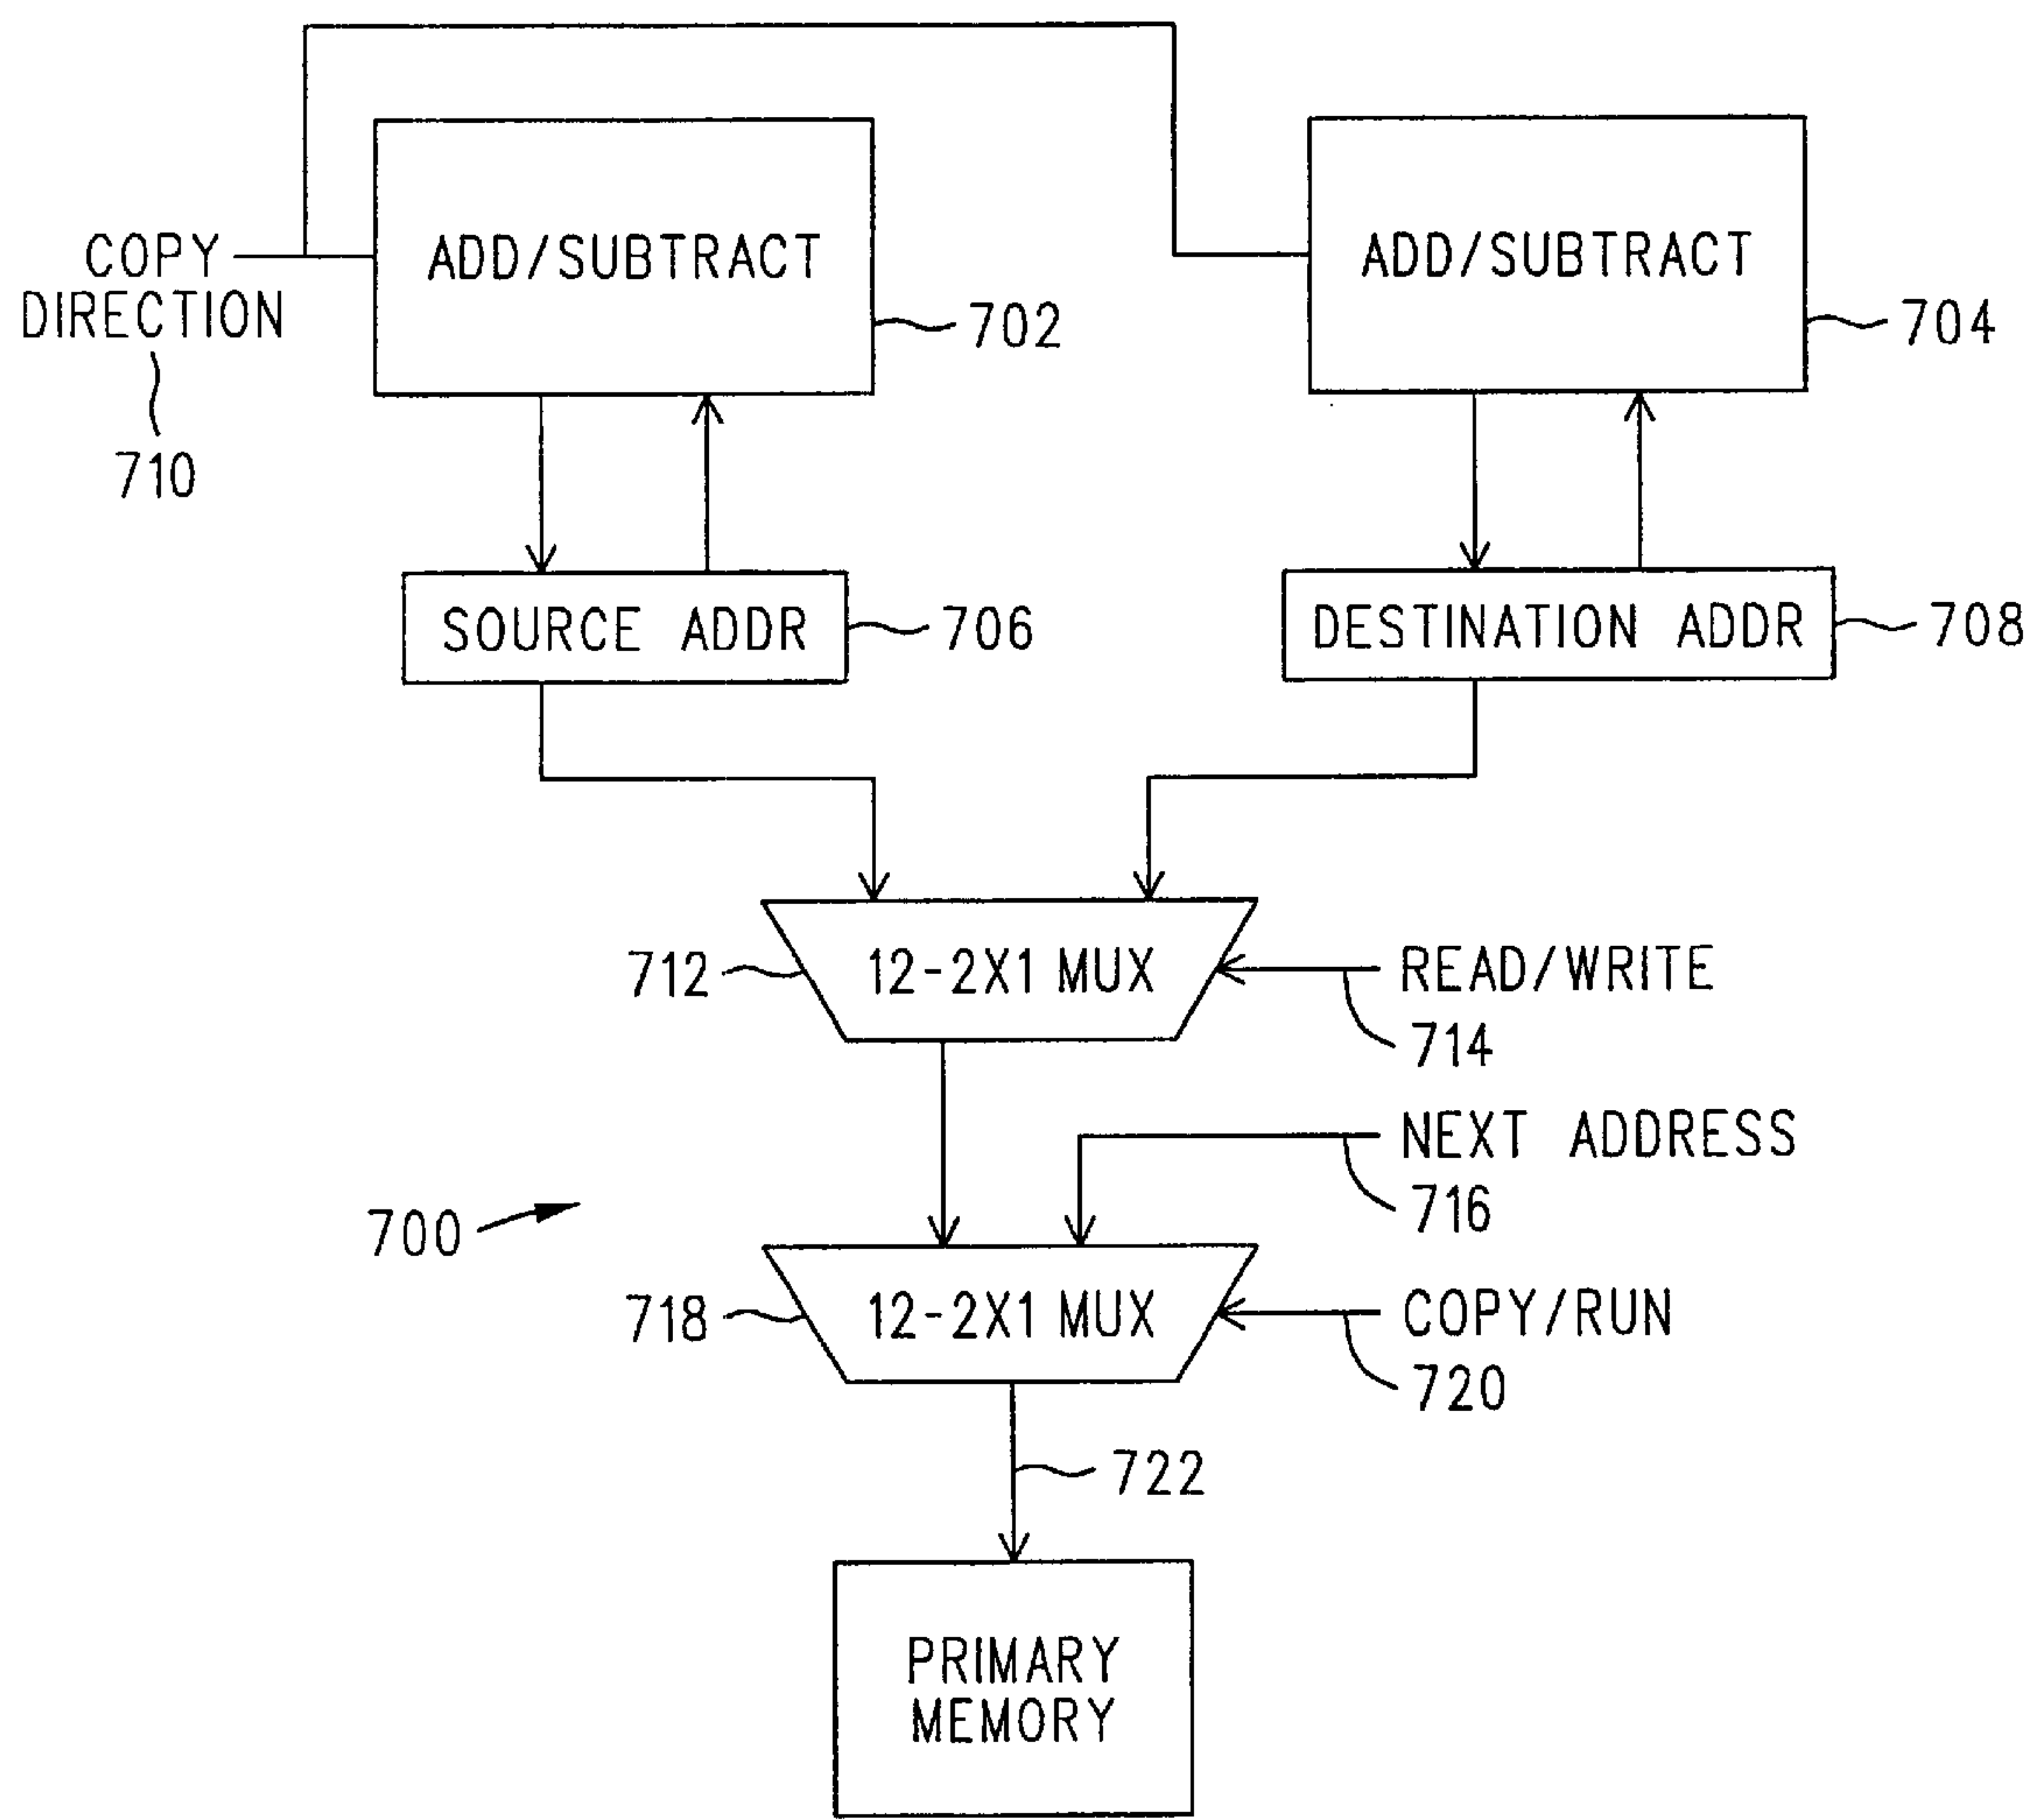 COPY
DIRECTION
710
ADD/SUBTRACT
702
ADD/SUBTRACT
704
SOURCE ADDR
706
DESTINATION ADDR
708
712
12-2X1 MUX
READ/WRITE
714
NEXT ADDRESS
716
700
718
12-2X1 MUX
COPY/RUN
720
722
PRIMARY
MEMORY